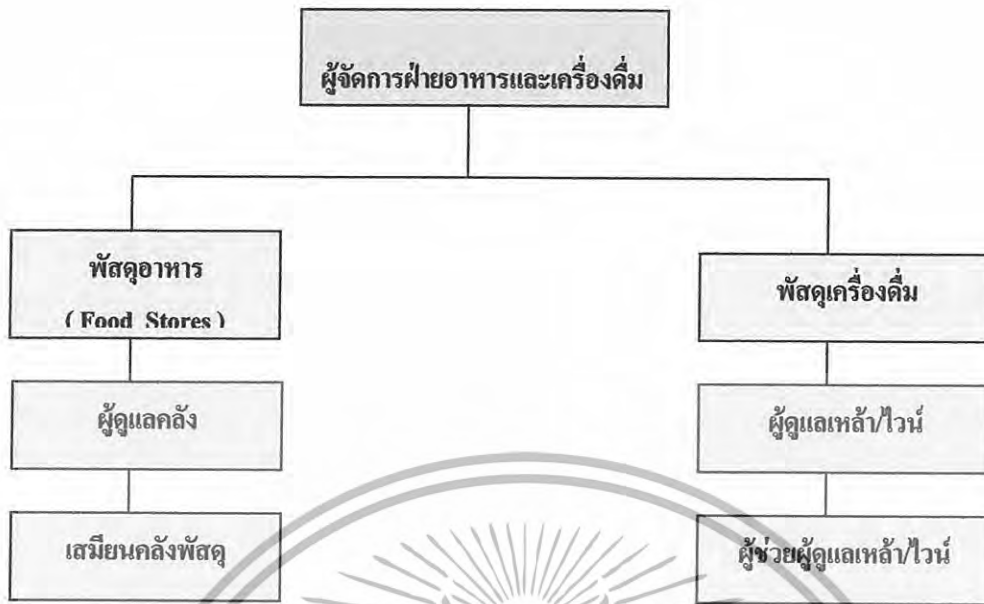 ผู้จัดการฝ่ายอาหารและเครื่องดื่ม
พัสดุอาหาร
( Food Stores )
พัสดุเครื่องดื่ม
ผู้ดูแลคลัง
ผู้ดูแลเหล้า/ไวน์
เสมียนคลังพัสดุ
ผู้ช่วยผู้ดูแลเหล้า/ไวน์